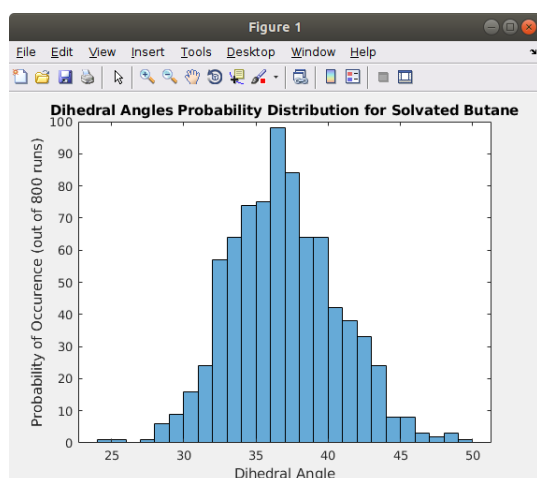 Figure 1
File Edit View Insert Tools Desktop Window Help
Dihedral Angles Probability Distribution for Solvated Butane
100
90
80
70
60
50
40
30
20
10
0
Probability of Occurence (out of 800 runs)
25 30 35 40 45 50
Dihedral Angle